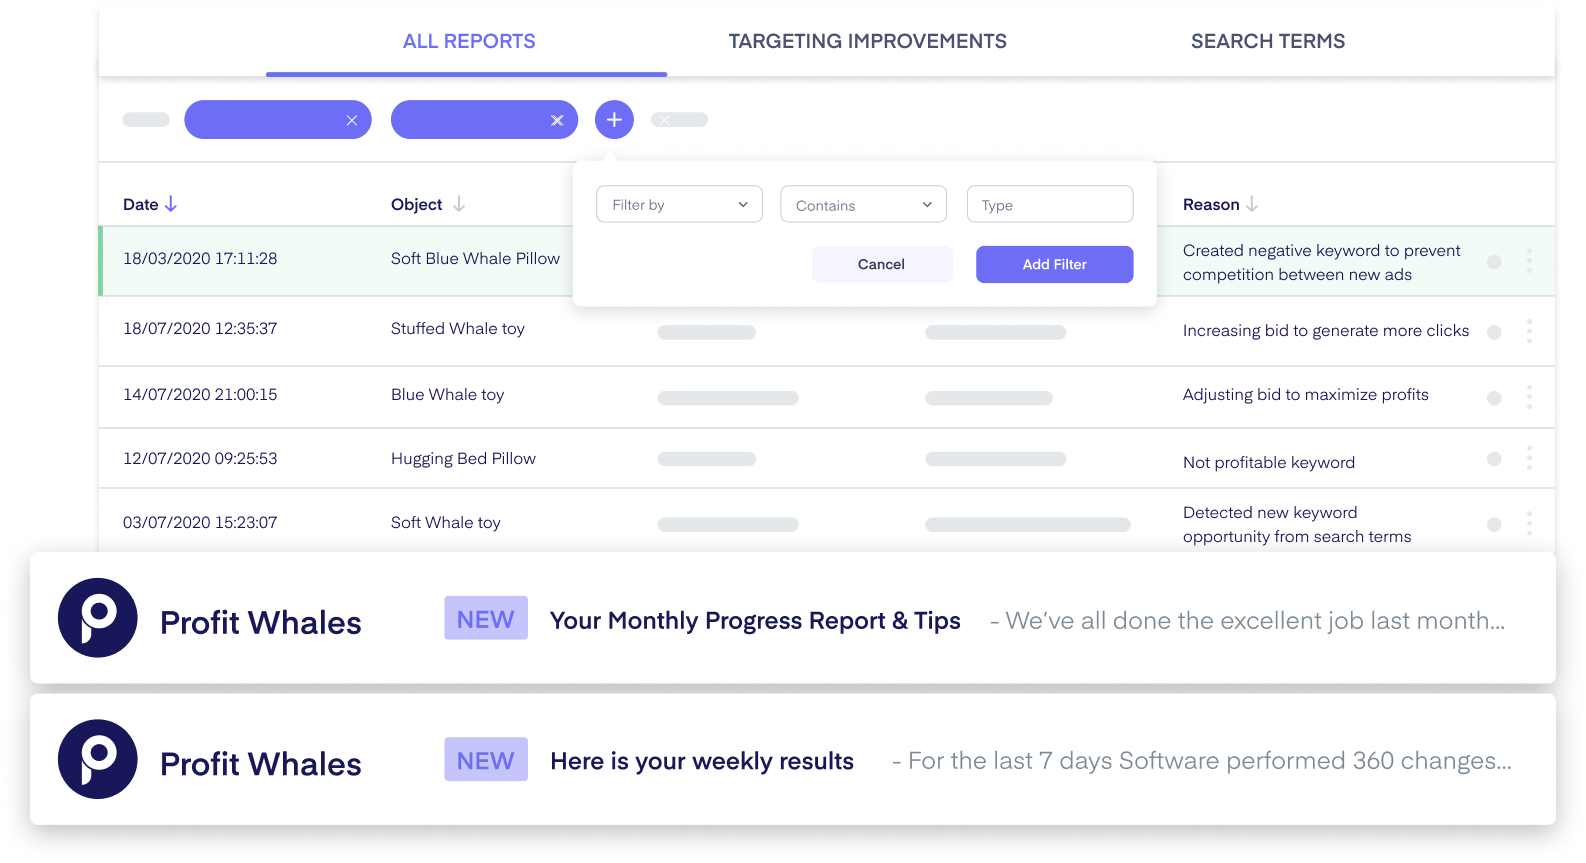 ALL REPORTS
TARGETING IMPROVEMENTS
SEARCH TERMS
Date
Object
Reason
Filter by
Contains
Type
Cancel
Add Filter
18/03/2020 17:11:28
Soft Blue Whale Pillow
Created negative keyword to prevent
competition between new ads
18/07/2020 12:35:37
Stuffed Whale toy
Increasing bid to generate more clicks
14/07/2020 21:00:15
Blue Whale toy
Adjusting bid to maximize profits
12/07/2020 09:25:53
Hugging Bed Pillow
Not profitable keyword
03/07/2020 15:23:07
Soft Whale toy
Detected new keyword
opportunity from search terms
Profit Whales
NEW
Your Monthly Progress Report & Tips
- We’ve all done the excellent job last month...
Profit Whales
NEW
Here is your weekly results
- For the last 7 days Software performed 360 changes...